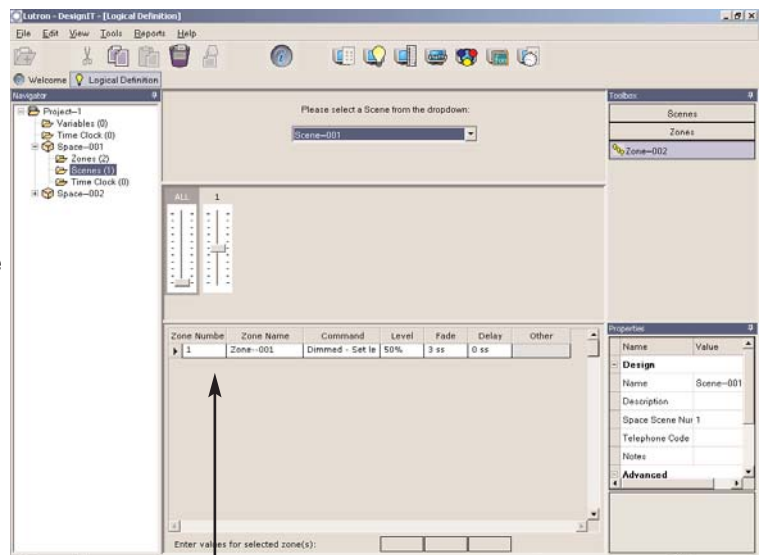 Lutron - DesignIT - [Logical Definition]
File Edit View Tools Reports Help
Welcome Logical Definition
Navigator
Project-1
Variables (0)
Time Clock (0)
Space-001
Zones (2)
Scenes (1)
Time Clock (0)
Space-002
Please select a Scene from the dropdown:
Scene-001
ALL 1
Zone Numbe Zone Name Command Level Fade Delay Other
1 Zone--001 Dimmed - Set le 50% 3 ss 0 ss
Enter values for selected zone(s):
Toolbox
Scenes
Zones
Zone-002
Properties
Name Value
Design
Name Scene-001
Description
Space Scene Nur 1
Telephone Code
Notes
Advanced